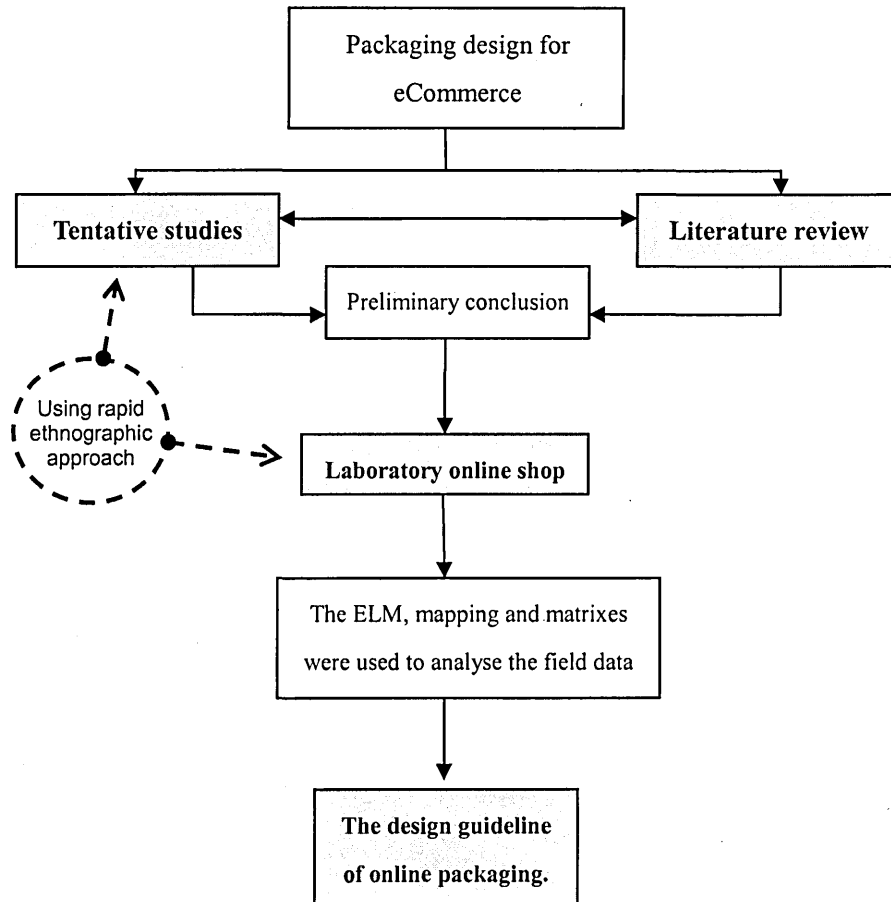 Packaging design for
eCommerce
Tentative studies
Literature review
Preliminary conclusion
Using rapid
ethnographic
approach
Laboratory online shop
The ELM, mapping and matrixes
were used to analyse the field data
The design guideline
of online packaging.